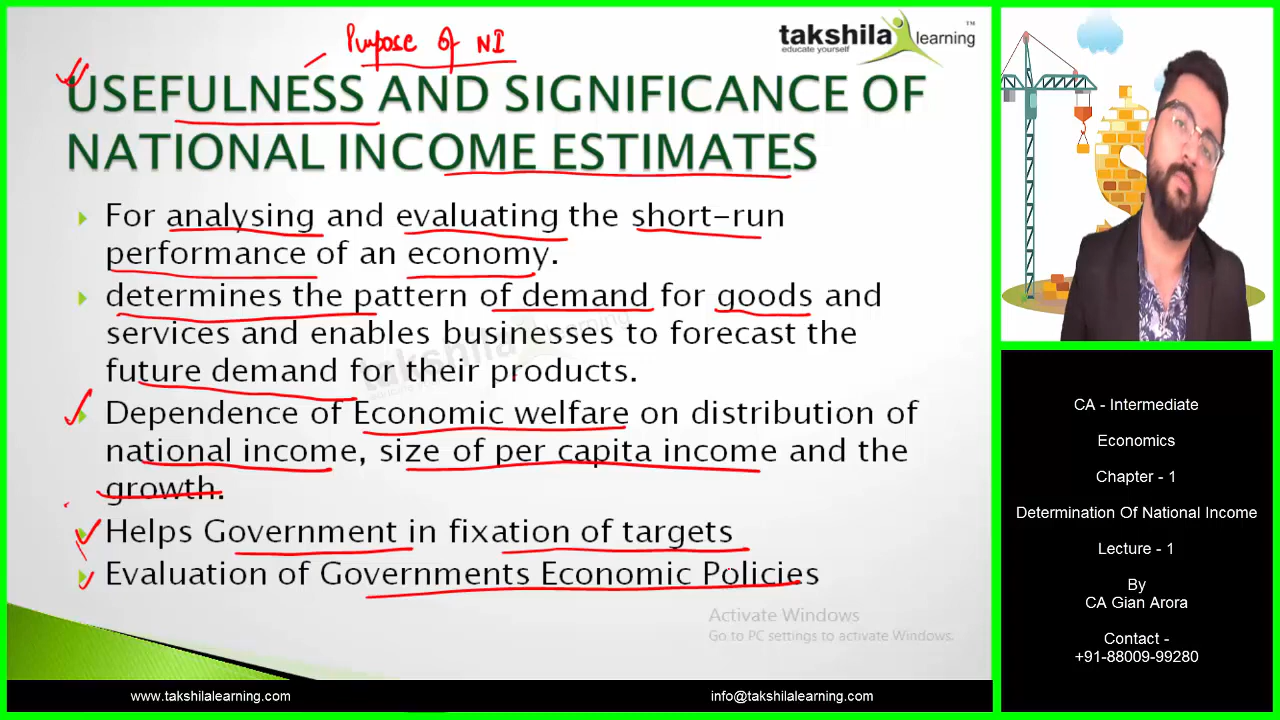 Purpose of NI
takshila learning
TM
educate yourself
USEFULNESS AND SIGNIFICANCE OF
NATIONAL INCOME ESTIMATES
For analysing and evaluating the short-run
performance of an economy.
determines the pattern of demand for goods and
services and enables businesses to forecast the
future demand for their products.
takshila learning
Dependence of Economic welfare on distribution of
national income, size of per capita income and the
growth.
Helps Government in fixation of targets
Evaluation of Governments Economic Policies
Activate Windows
Go to PC settings to activate Windows.
www.takshilalearning.com
info@takshilalearning.com
CA - Intermediate
Economics
Chapter - 1
Determination Of National Income
Lecture - 1
By
CA Gian Arora
Contact -
+91-88009-99280